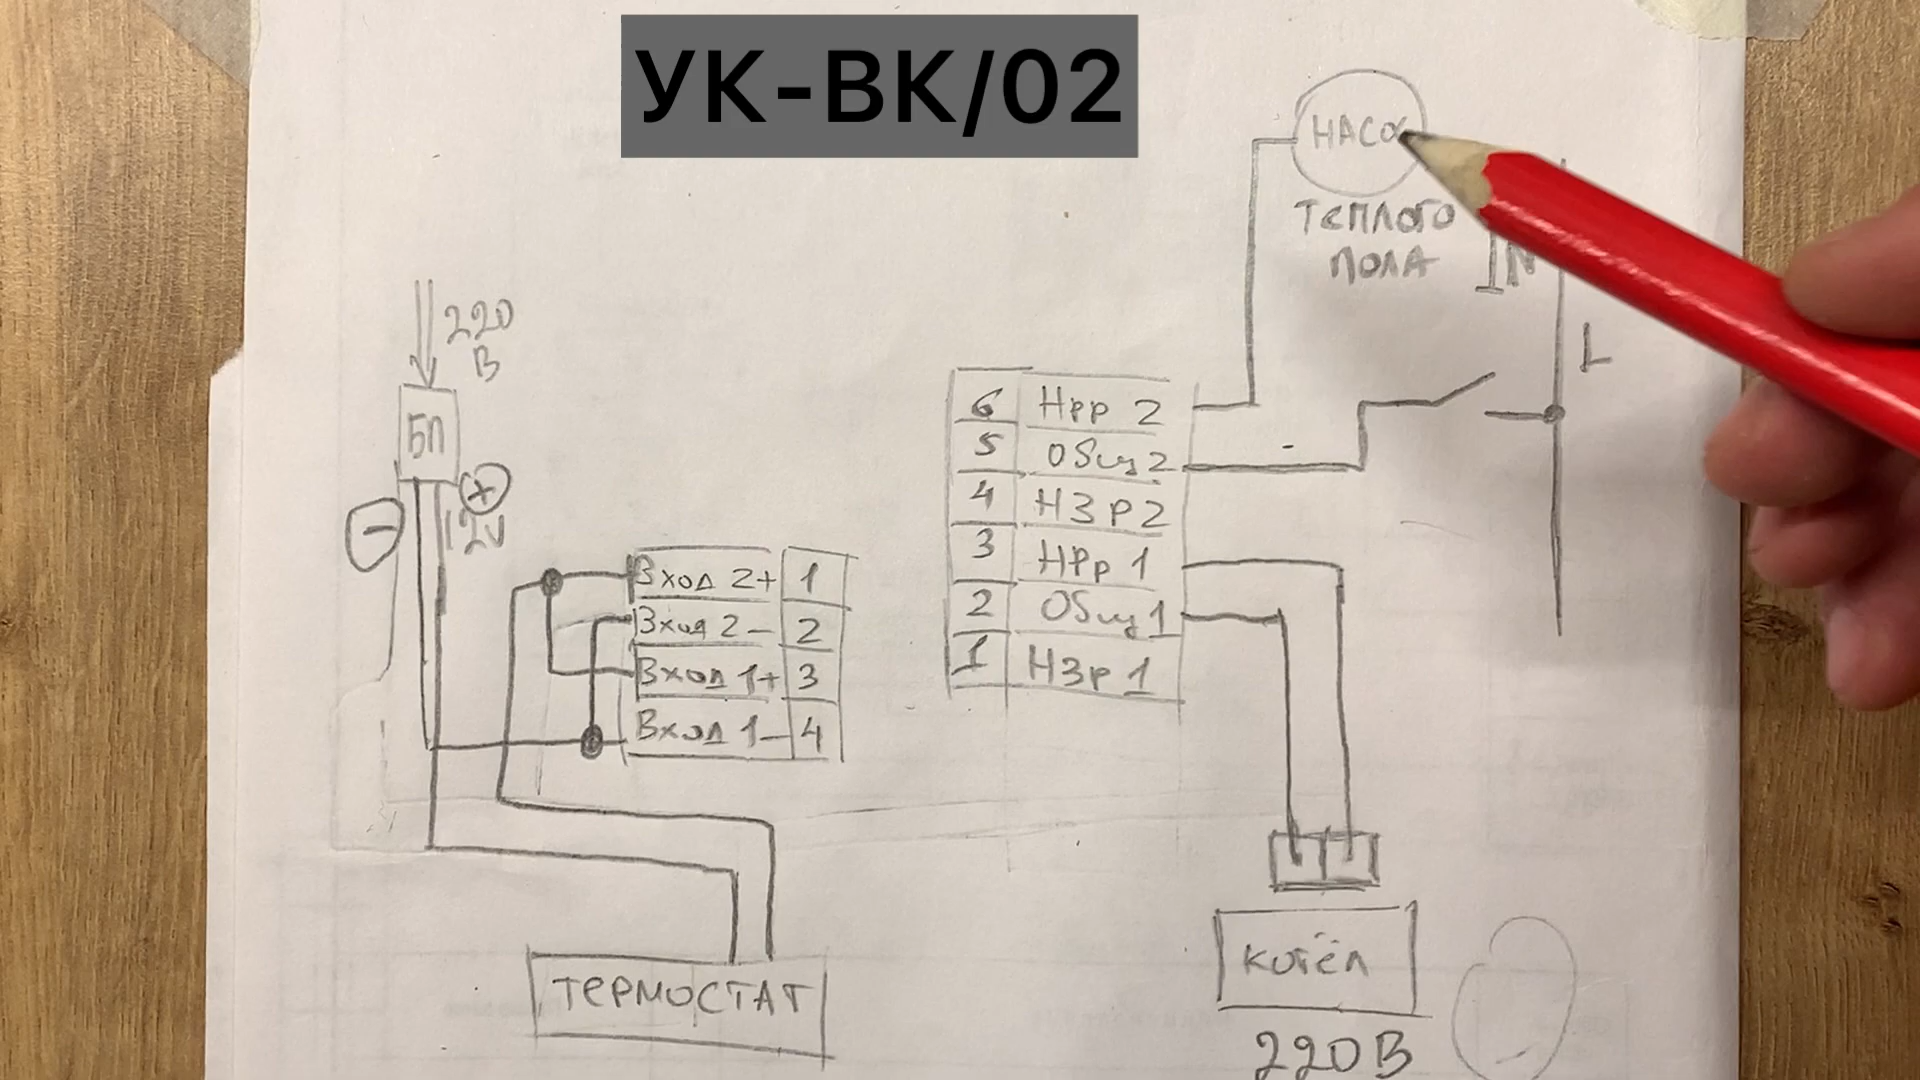 УК-ВК/02
НАСО
ТЕПЛОГО
ПОЛА
N
L
220
В
БП
+
-
12V
Вход 2+ 1
Вход 2- 2
Вход 1+ 3
Вход 1- 4
6 Нрр 2
5 Общ 2
4 НЗР2
3 НРр 1
2 Общ 1
1 НЗр 1
ТЕРМОСТАТ
КОТЁЛ
220В